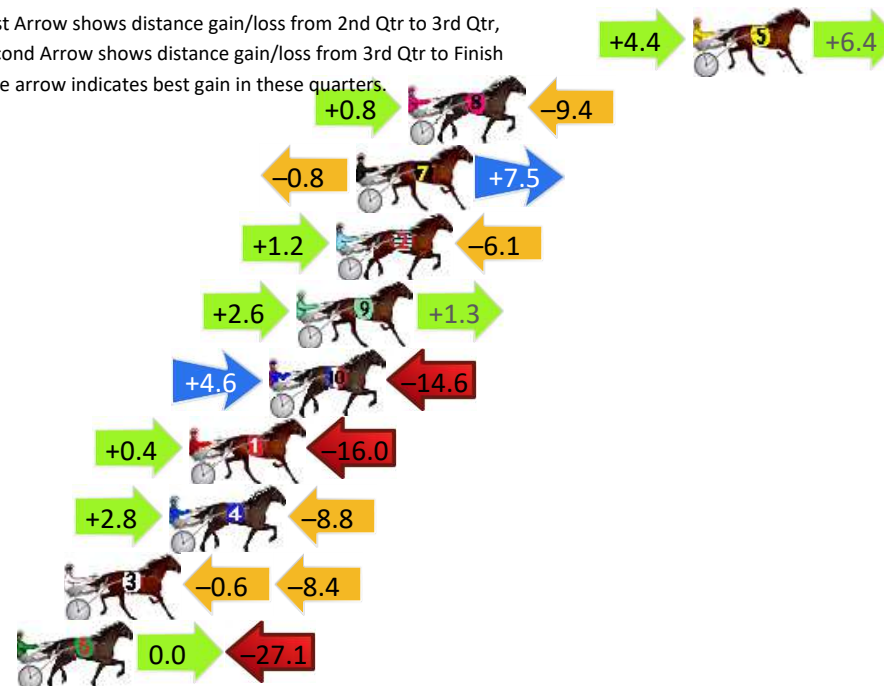 st Arrow shows distance gain/loss from 2nd Qtr to 3rd Qtr,
cond Arrow shows distance gain/loss from 3rd Qtr to Finish
e arrow indicates best gain in these quarters.
+4.4 5 +6.4
+0.8 8 –9.4
–0.8 7 +7.5
+1.2 2 –6.1
+2.6 9 +1.3
+4.6 10 –14.6
+0.4 1 –16.0
+2.8 4 –8.8
3 –0.6 –8.4
6 0.0 –27.1